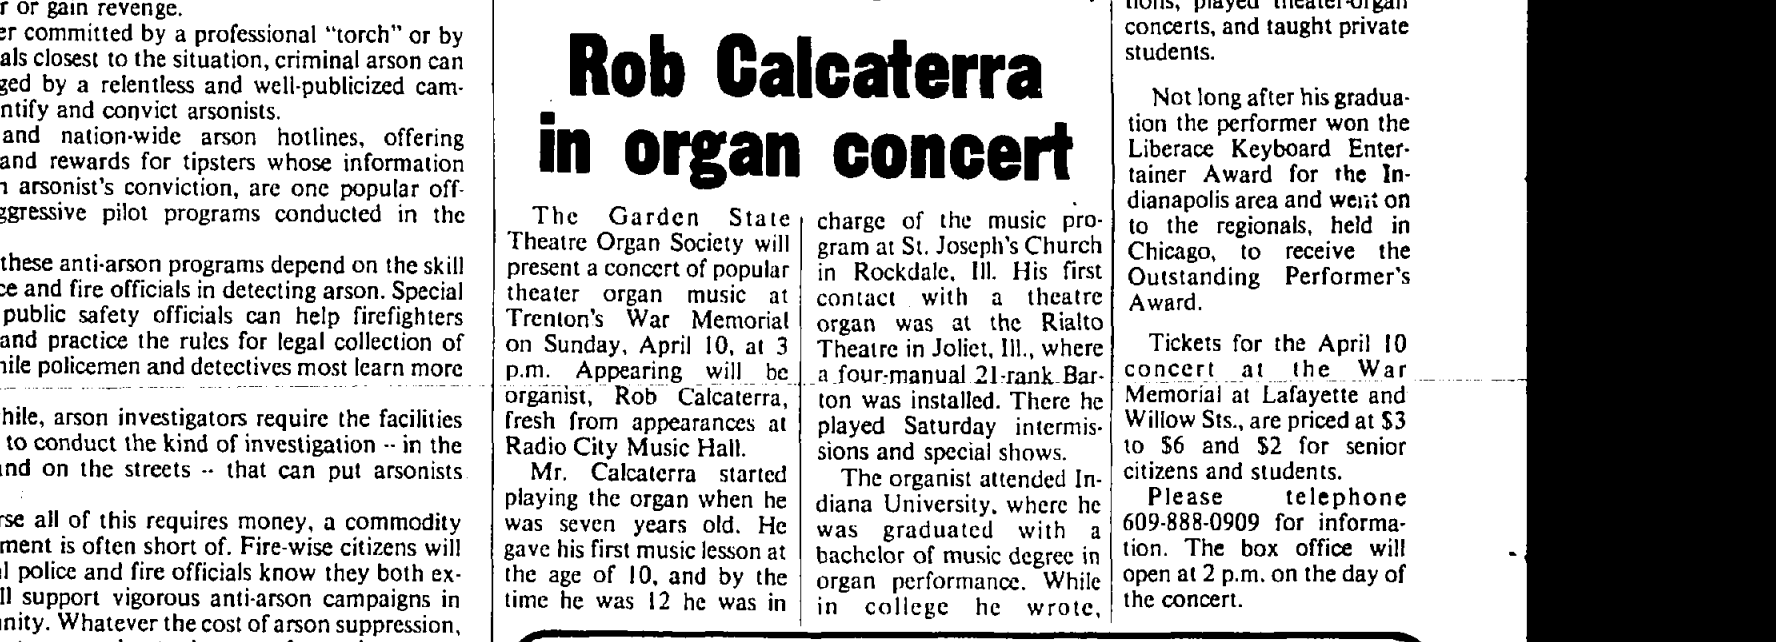 r or gain revenge.
er committed by a professional “torch” or by
als closest to the situation, criminal arson can
ged by a relentless and well-publicized cam-
ntify and convict arsonists.
and nation-wide arson hotlines, offering
and rewards for tipsters whose information
n arsonist's conviction, are one popular off-
ggressive pilot programs conducted in the
these anti-arson programs depend on the skill
ce and fire officials in detecting arson. Special
public safety officials can help firefighters
and practice the rules for legal collection of
hile policemen and detectives most learn more
hile, arson investigators require the facilities
to conduct the kind of investigation -- in the
and on the streets -- that can put arsonists
rse all of this requires money, a commodity
ment is often short of. Fire-wise citizens will
l police and fire officials know they both ex-
ll support vigorous anti-arson campaigns in
nity. Whatever the cost of arson suppression,
Rob Calcaterra
in organ concert
The Garden State
Theatre Organ Society will
present a concert of popular
theater organ music at
Trenton's War Memorial
on Sunday, April 10, at 3
p.m. Appearing will be
organist, Rob Calcaterra,
fresh from appearances at
Radio City Music Hall.
Mr. Calcaterra started
playing the organ when he
was seven years old. He
gave his first music lesson at
the age of 10, and by the
time he was 12 he was in
charge of the music pro-
gram at St. Joseph's Church
in Rockdale, Ill. His first
contact with a theatre
organ was at the Rialto
Theatre in Joliet, Ill., where
a four-manual 21-rank Bar-
ton was installed. There he
played Saturday intermis-
sions and special shows.
The organist attended In-
diana University, where he
was graduated with a
bachelor of music degree in
organ performance. While
in college he wrote,
tions, played theater-organ
concerts, and taught private
students.
Not long after his gradua-
tion the performer won the
Liberace Keyboard Enter-
tainer Award for the In-
dianapolis area and went on
to the regionals, held in
Chicago, to receive the
Outstanding Performer's
Award.
Tickets for the April 10
concert at the War
Memorial at Lafayette and
Willow Sts., are priced at $3
to $6 and $2 for senior
citizens and students.
Please telephone
609-888-0909 for informa-
tion. The box office will
open at 2 p.m. on the day of
the concert.